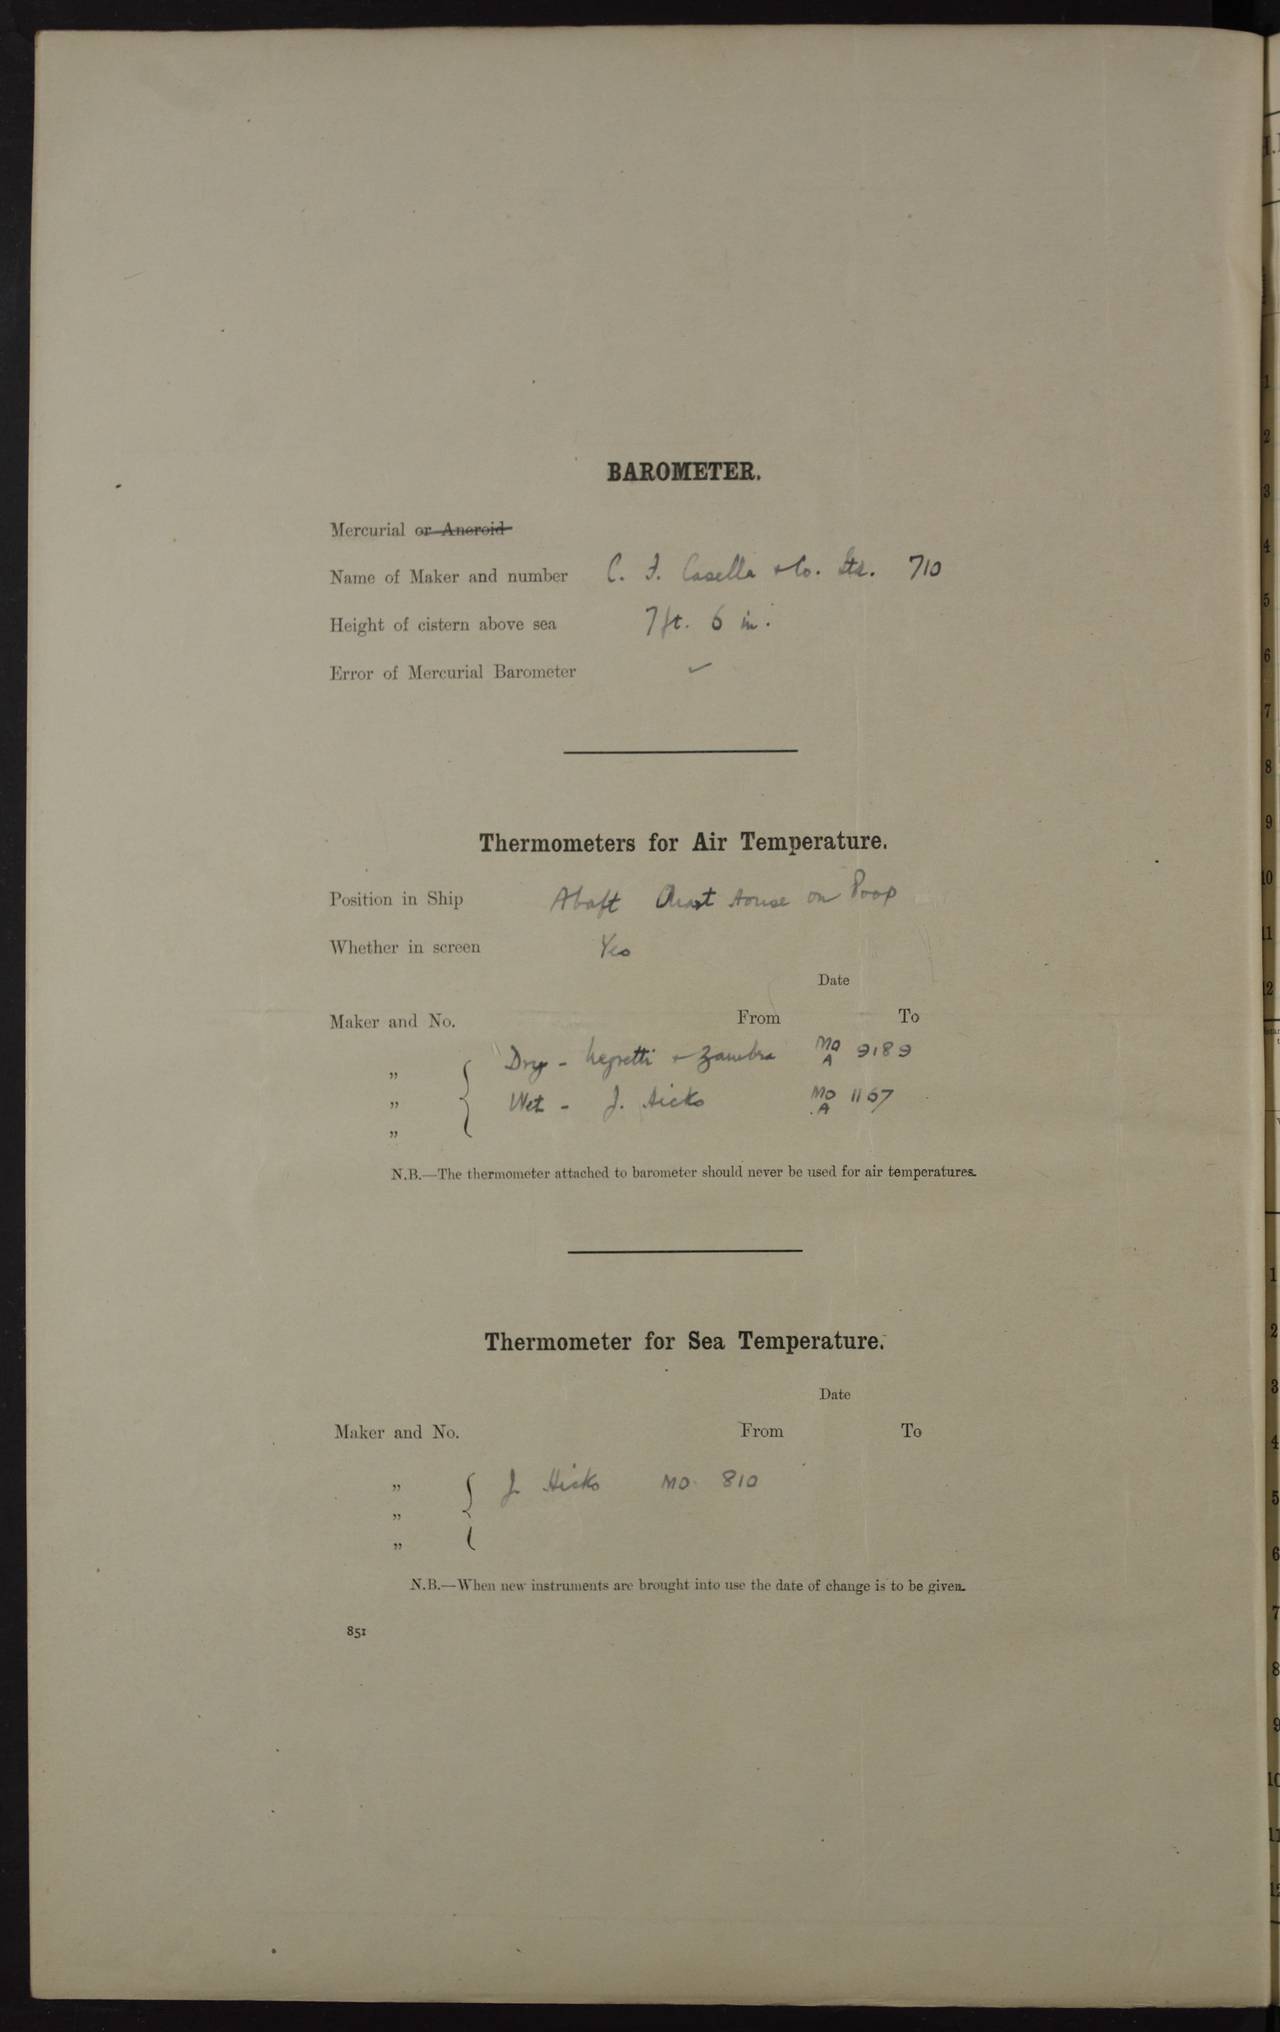 BAROMETER.
Mercurial or Aneroid
Name of Maker and number C. F. Casella & Co. Ltd. 710
Height of cistern above sea 7 ft. 6 in.
Error of Mercurial Barometer ✓
Thermometers for Air Temperature.
Position in Ship Abaft Chart House on Poop
Whether in screen Yes
Date
Maker and No. From To
„ Dry - Negretti & Zambra MO A 9189
„ Wet - J. Hicks MO A 1167
„
N.B.—The thermometer attached to barometer should never be used for air temperatures.
Thermometer for Sea Temperature.
Date
Maker and No. From To
„ J. Hicks MO. 810
„
„
N.B.—When new instruments are brought into use the date of change is to be given.
851